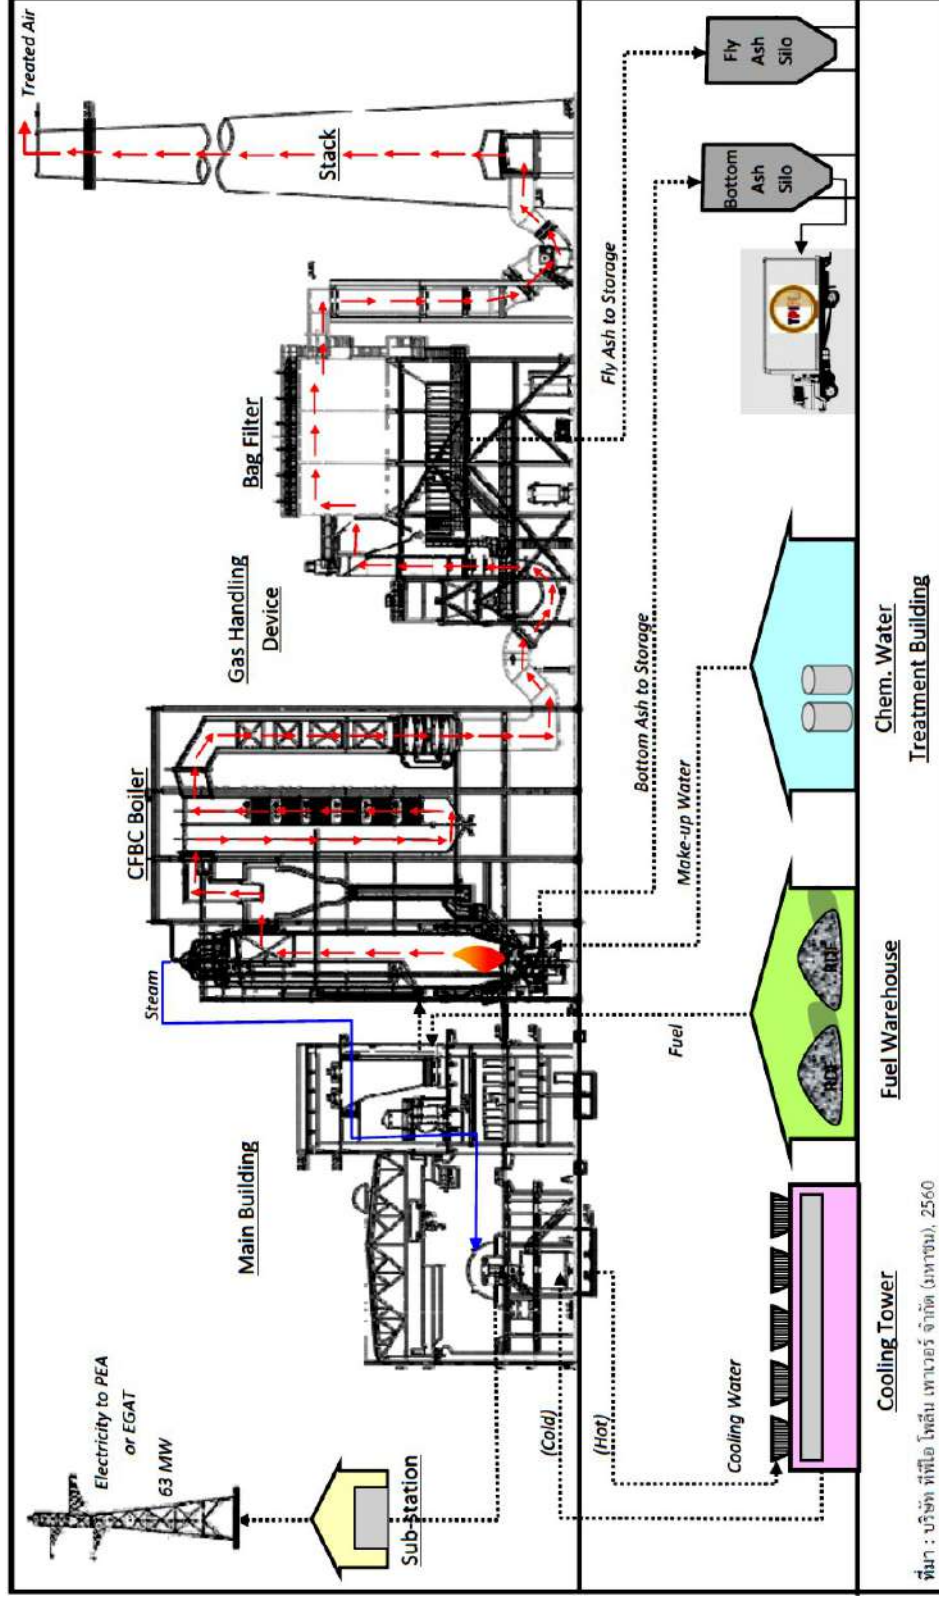 Treated Air
Stack
Fly
Ash
Silo
Bottom
Ash
Silo
Bag Filter
Fly Ash to Storage
TPIPL
Gas Handling
Device
Bottom Ash to Storage
CFBC Boiler
Make-up Water
Chem. Water
Treatment Building
Steam
Fuel
RDF
RDF
Fuel Warehouse
Main Building
Electricity to PEA
or EGAT
63 MW
Sub-station
(Cold)
(Hot)
Cooling Water
Cooling Tower
ที่มา : บริษัท ทีพีไอ โพลีน เพาเวอร์ จำกัด (มหาชน), 2560